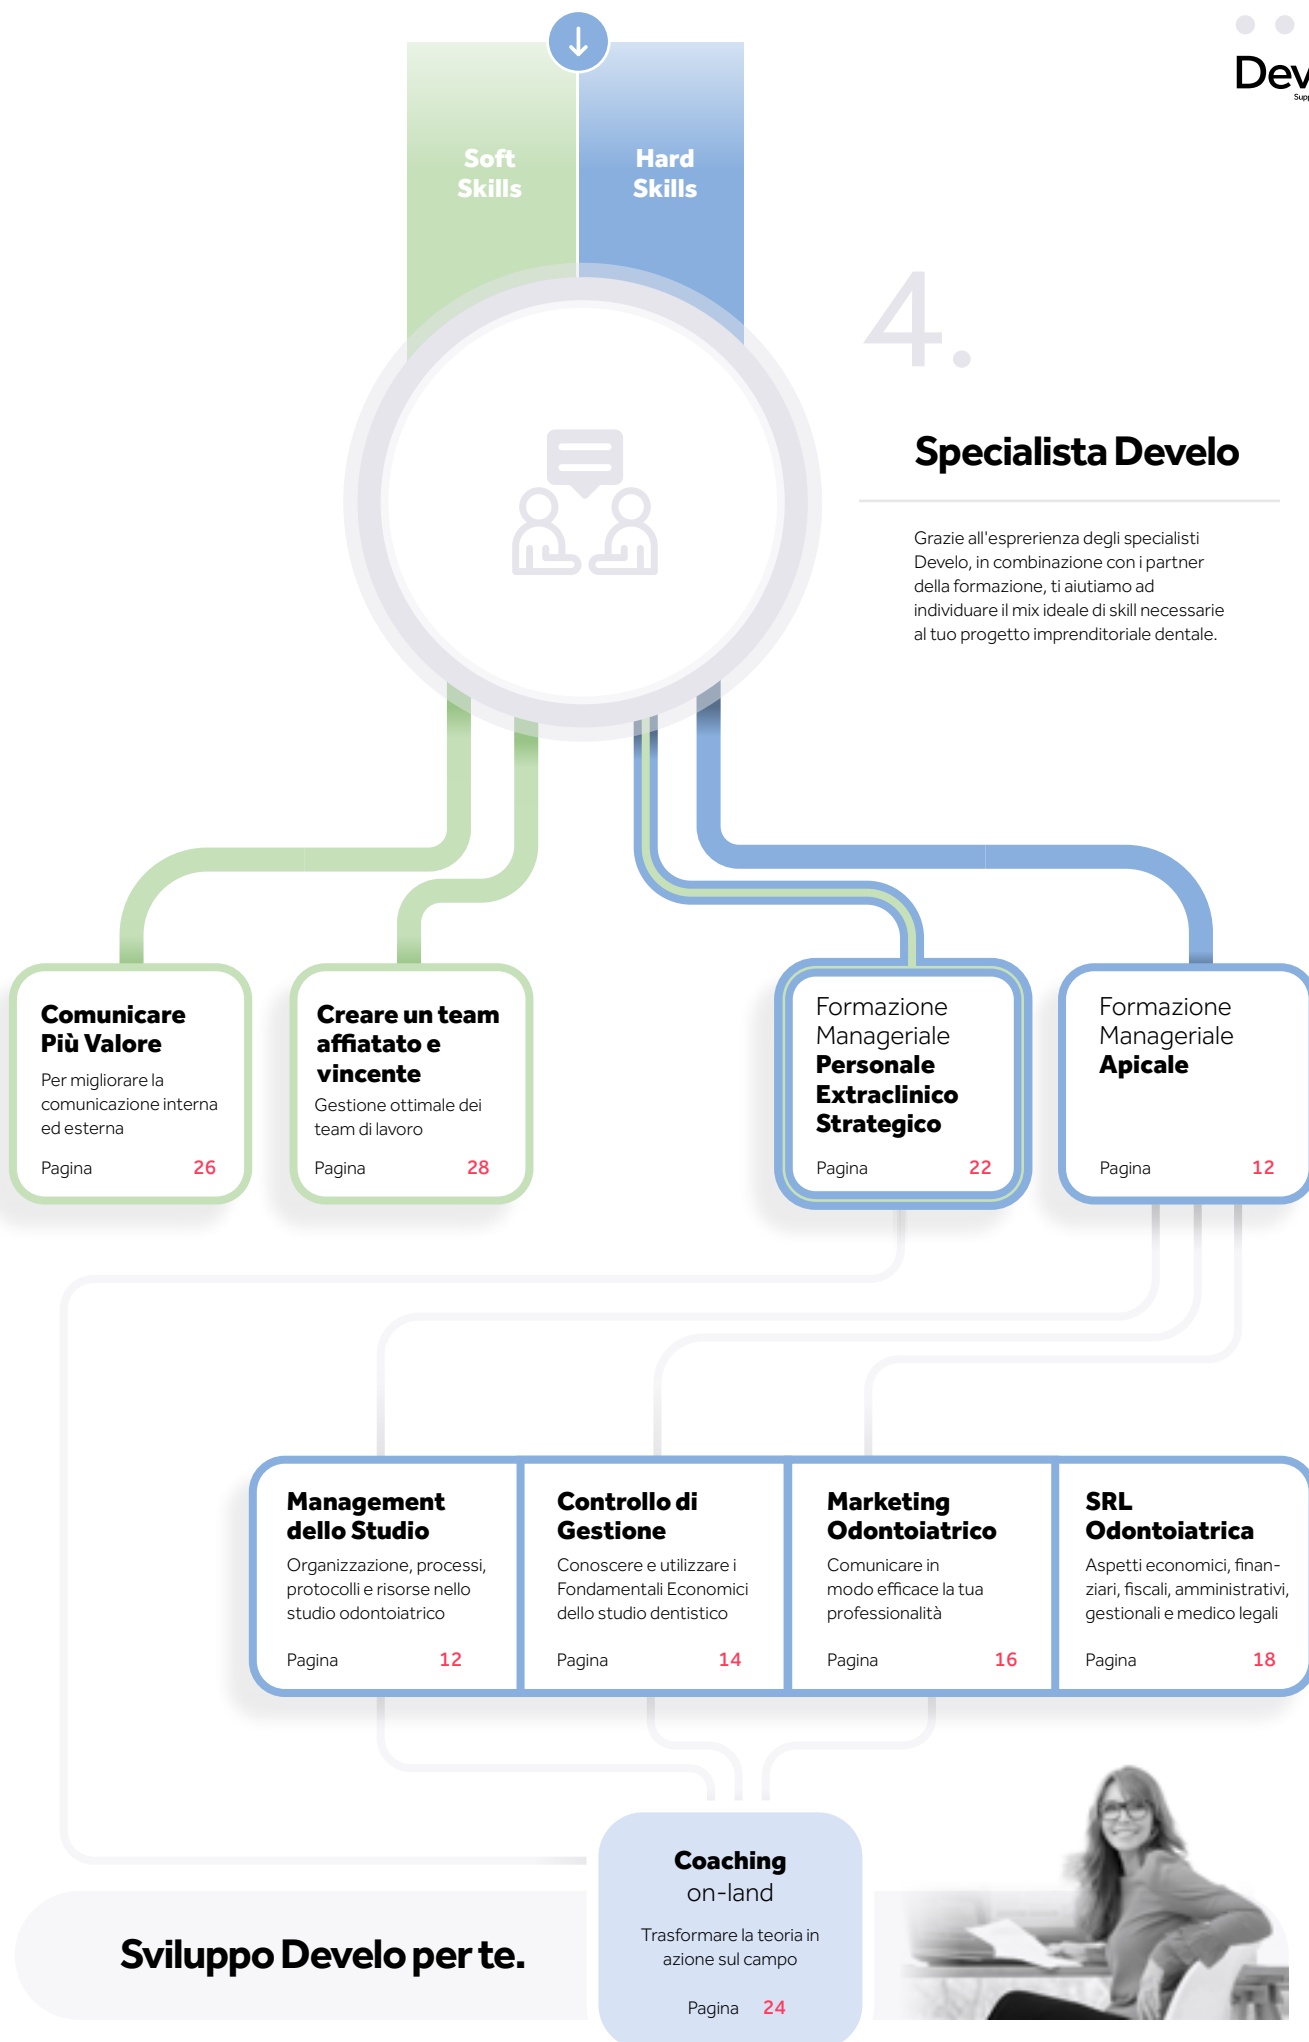 Soft
Skills
Hard
Skills
4.
Specialista Develo
Grazie all'esprerienza degli specialisti
Develo, in combinazione con i partner
della formazione, ti aiutiamo ad
individuare il mix ideale di skill necessarie
al tuo progetto imprenditoriale dentale.
Comunicare
Più Valore
Per migliorare la
comunicazione interna
ed esterna
Pagina 26
Creare un team
affiatato e
vincente
Gestione ottimale dei
team di lavoro
Pagina 28
Formazione
Manageriale
Personale
Extraclinico
Strategico
Pagina 22
Formazione
Manageriale
Apicale
Pagina 12
Management
dello Studio
Organizzazione, processi,
protocolli e risorse nello
studio odontoiatrico
Pagina 12
Controllo di
Gestione
Conoscere e utilizzare i
Fondamentali Economici
dello studio dentistico
Pagina 14
Marketing
Odontoiatrico
Comunicare in
modo efficace la tua
professionalità
Pagina 16
SRL
Odontoiatrica
Aspetti economici, finan-
ziari, fiscali, amministrativi,
gestionali e medico legali
Pagina 18
Coaching
on-land
Trasformare la teoria in
azione sul campo
Pagina 24
Sviluppo Develo per te.